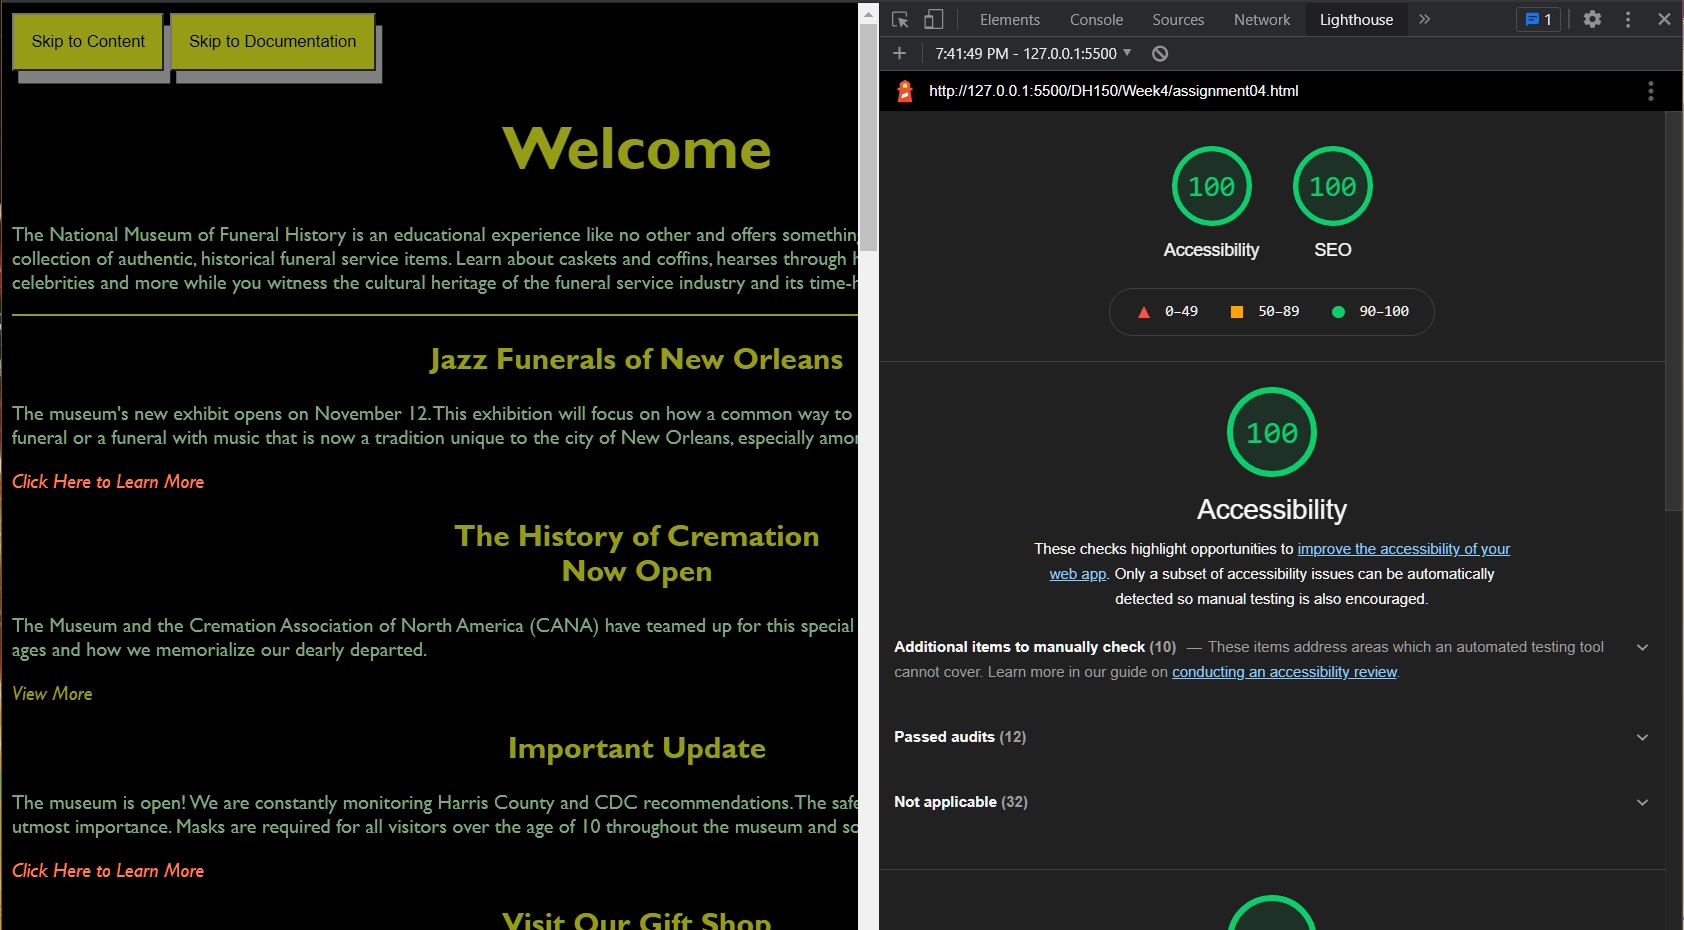 Skip to Content
Skip to Documentation
Welcome
The National Museum of Funeral History is an educational experience like no other and offers something
collection of authentic, historical funeral service items. Learn about caskets and coffins, hearses through
celebrities and more while you witness the cultural heritage of the funeral service industry and its
Jazz Funerals of New Orleans
The museum's new exhibit opens on November 12. This exhibition will focus on how a common way to
funeral or a funeral with music that is now a tradition unique to the city of New Orleans, especially
Click Here to Learn More
The History of Cremation
Now Open
The Museum and the Cremation Association of North America (CANA) have teamed up for this special
ages and how we memorialize our dearly departed.
View More
Important Update
The museum is open! We are constantly monitoring Harris County and CDC recommendations. The
utmost importance. Masks are required for all visitors over the age of 10 throughout the museum and
Click Here to Learn More
Visit Our Gift Shop
Elements Console Sources Network Lighthouse » 1
7:41:49 PM - 127.0.0.1:5500
http://127.0.0.1:5500/DH150/Week4/assignment04.html
100 100
Accessibility SEO
0–49 50–89 90–100
100
Accessibility
These checks highlight opportunities to improve the accessibility of your
web app. Only a subset of accessibility issues can be automatically
detected so manual testing is also encouraged.
Additional items to manually check (10) — These items address areas which an automated testing tool
cannot cover. Learn more in our guide on conducting an accessibility review.
Passed audits (12)
Not applicable (32)